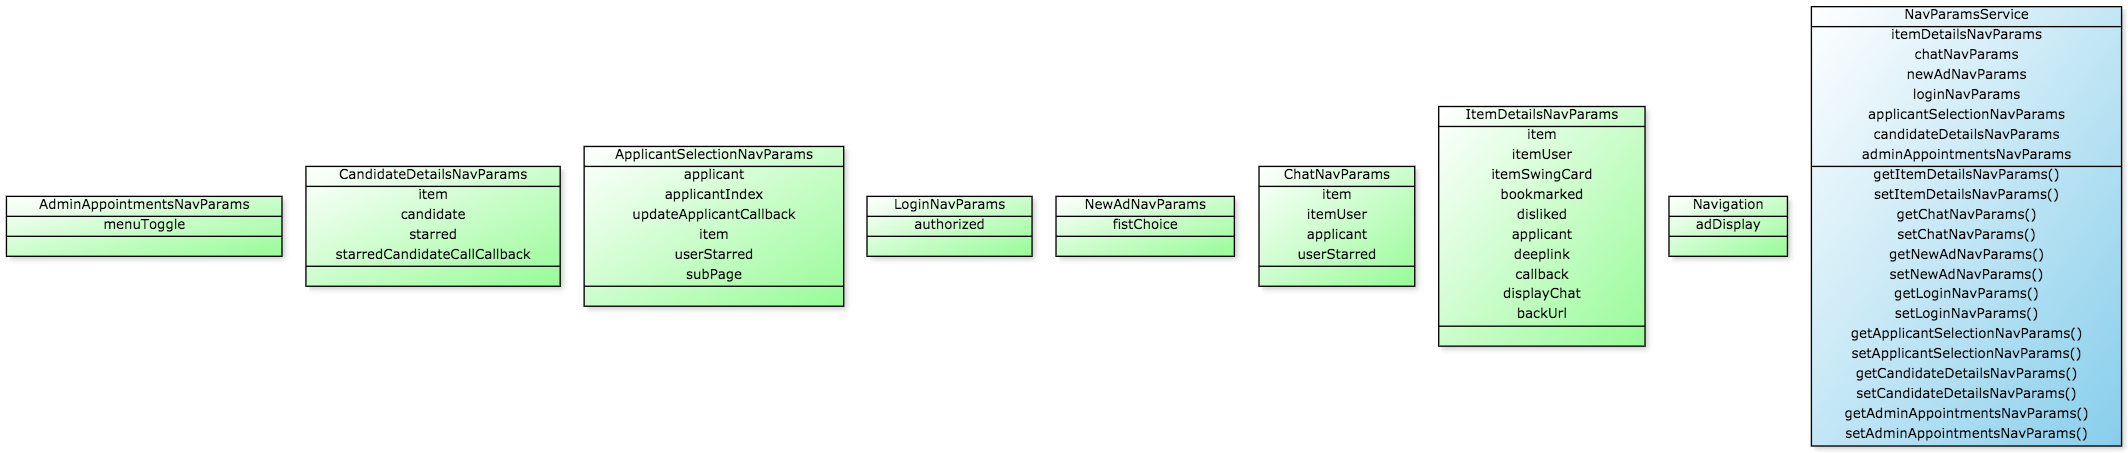 AdminAppointmentsNavParams
menuToggle
CandidateDetailsNavParams
item
candidate
starred
starredCandidateCallCallback
ApplicantSelectionNavParams
applicant
applicantIndex
updateApplicantCallback
item
userStarred
subPage
LoginNavParams
authorized
NewAdNavParams
fistChoice
ChatNavParams
item
itemUser
applicant
userStarred
ItemDetailsNavParams
item
itemUser
itemSwingCard
bookmarked
disliked
applicant
deeplink
callback
displayChat
backUrl
Navigation
adDisplay
NavParamsService
itemDetailsNavParams
chatNavParams
newAdNavParams
loginNavParams
applicantSelectionNavParams
candidateDetailsNavParams
adminAppointmentsNavParams
getItemDetailsNavParams()
setItemDetailsNavParams()
getChatNavParams()
setChatNavParams()
getNewAdNavParams()
setNewAdNavParams()
getLoginNavParams()
setLoginNavParams()
getApplicantSelectionNavParams()
setApplicantSelectionNavParams()
getCandidateDetailsNavParams()
setCandidateDetailsNavParams()
getAdminAppointmentsNavParams()
setAdminAppointmentsNavParams()